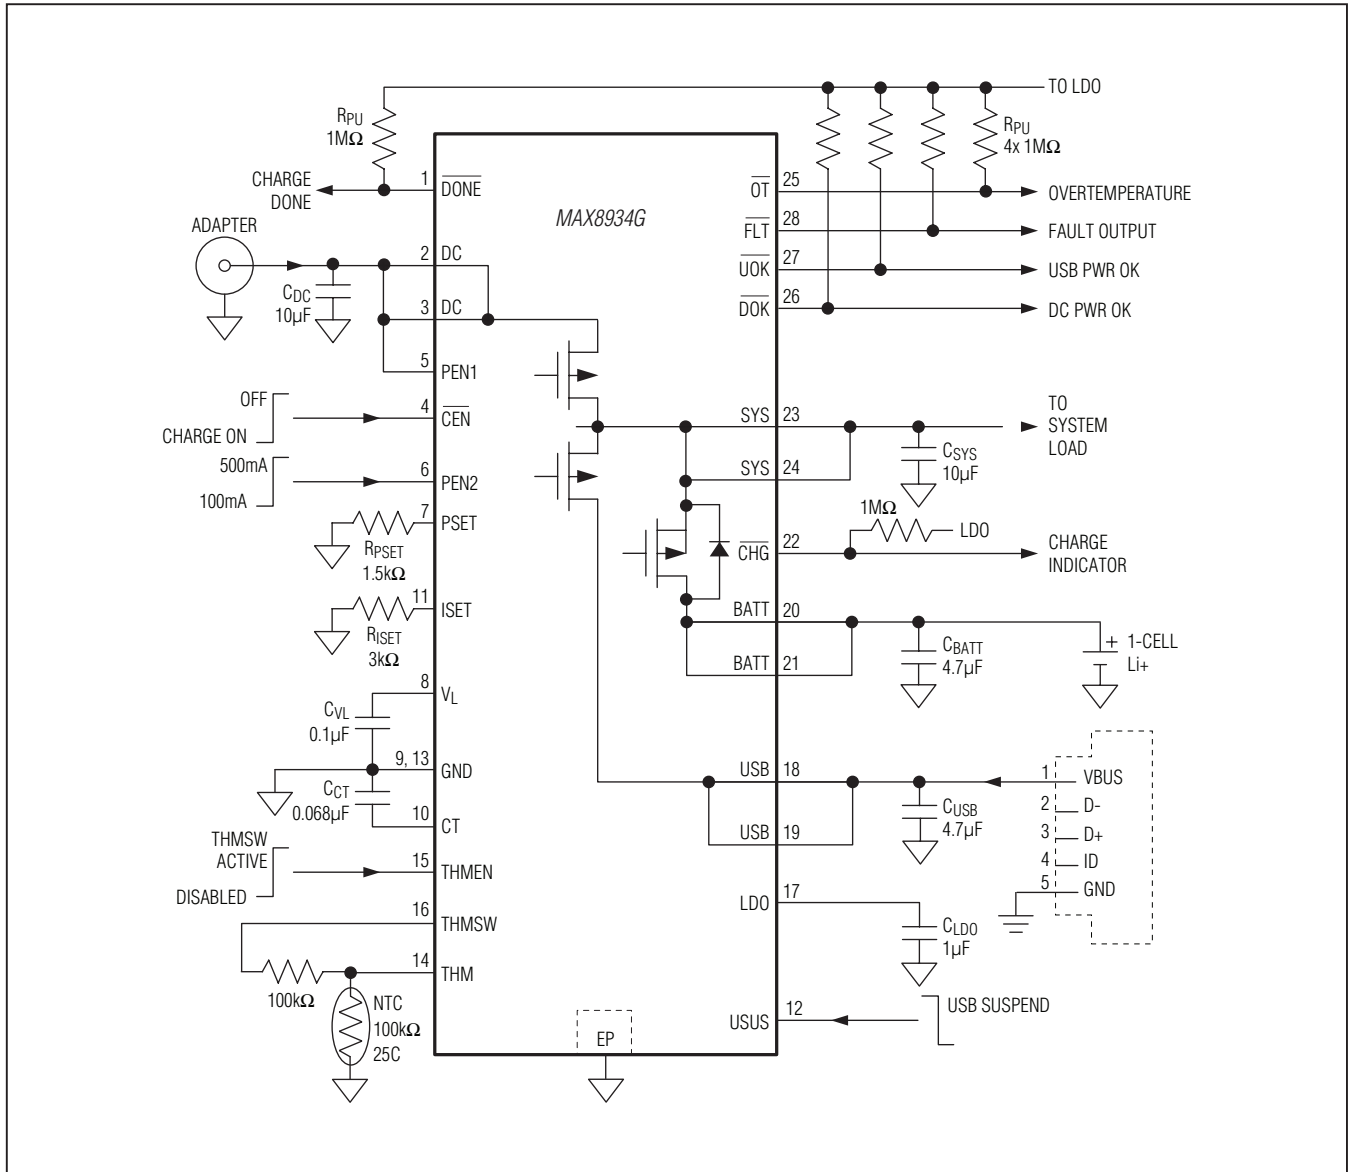 TO LDO
RPU
1MΩ
RPU
4x 1MΩ
CHARGE
DONE
1
DONE
MAX8934G
OT
25
OVERTEMPERATURE
ADAPTER
FLT
28
FAULT OUTPUT
2
DC
UOK
27
USB PWR OK
CDC
10µF
3
DC
DOK
26
DC PWR OK
5
PEN1
OFF
CHARGE ON
4
CEN
SYS
23
TO
SYSTEM
LOAD
500mA
100mA
6
PEN2
SYS
24
CSYS
10µF
7
PSET
RPSET
1.5kΩ
1MΩ
LDO
CHG
22
CHARGE
INDICATOR
11
ISET
RISET
3kΩ
BATT
20
BATT
21
CBATT
4.7µF
+ 1-CELL
Li+
8
VL
CVL
0.1µF
9, 13
GND
CCT
0.068µF
10
CT
USB
18
USB
19
CUSB
4.7µF
1
VBUS
2
D-
3
D+
4
ID
5
GND
THMSW
ACTIVE
DISABLED
15
THMEN
16
THMSW
LDO
17
CLDO
1µF
14
THM
100kΩ
NTC
100kΩ
25C
EP
USUS
12
USB SUSPEND